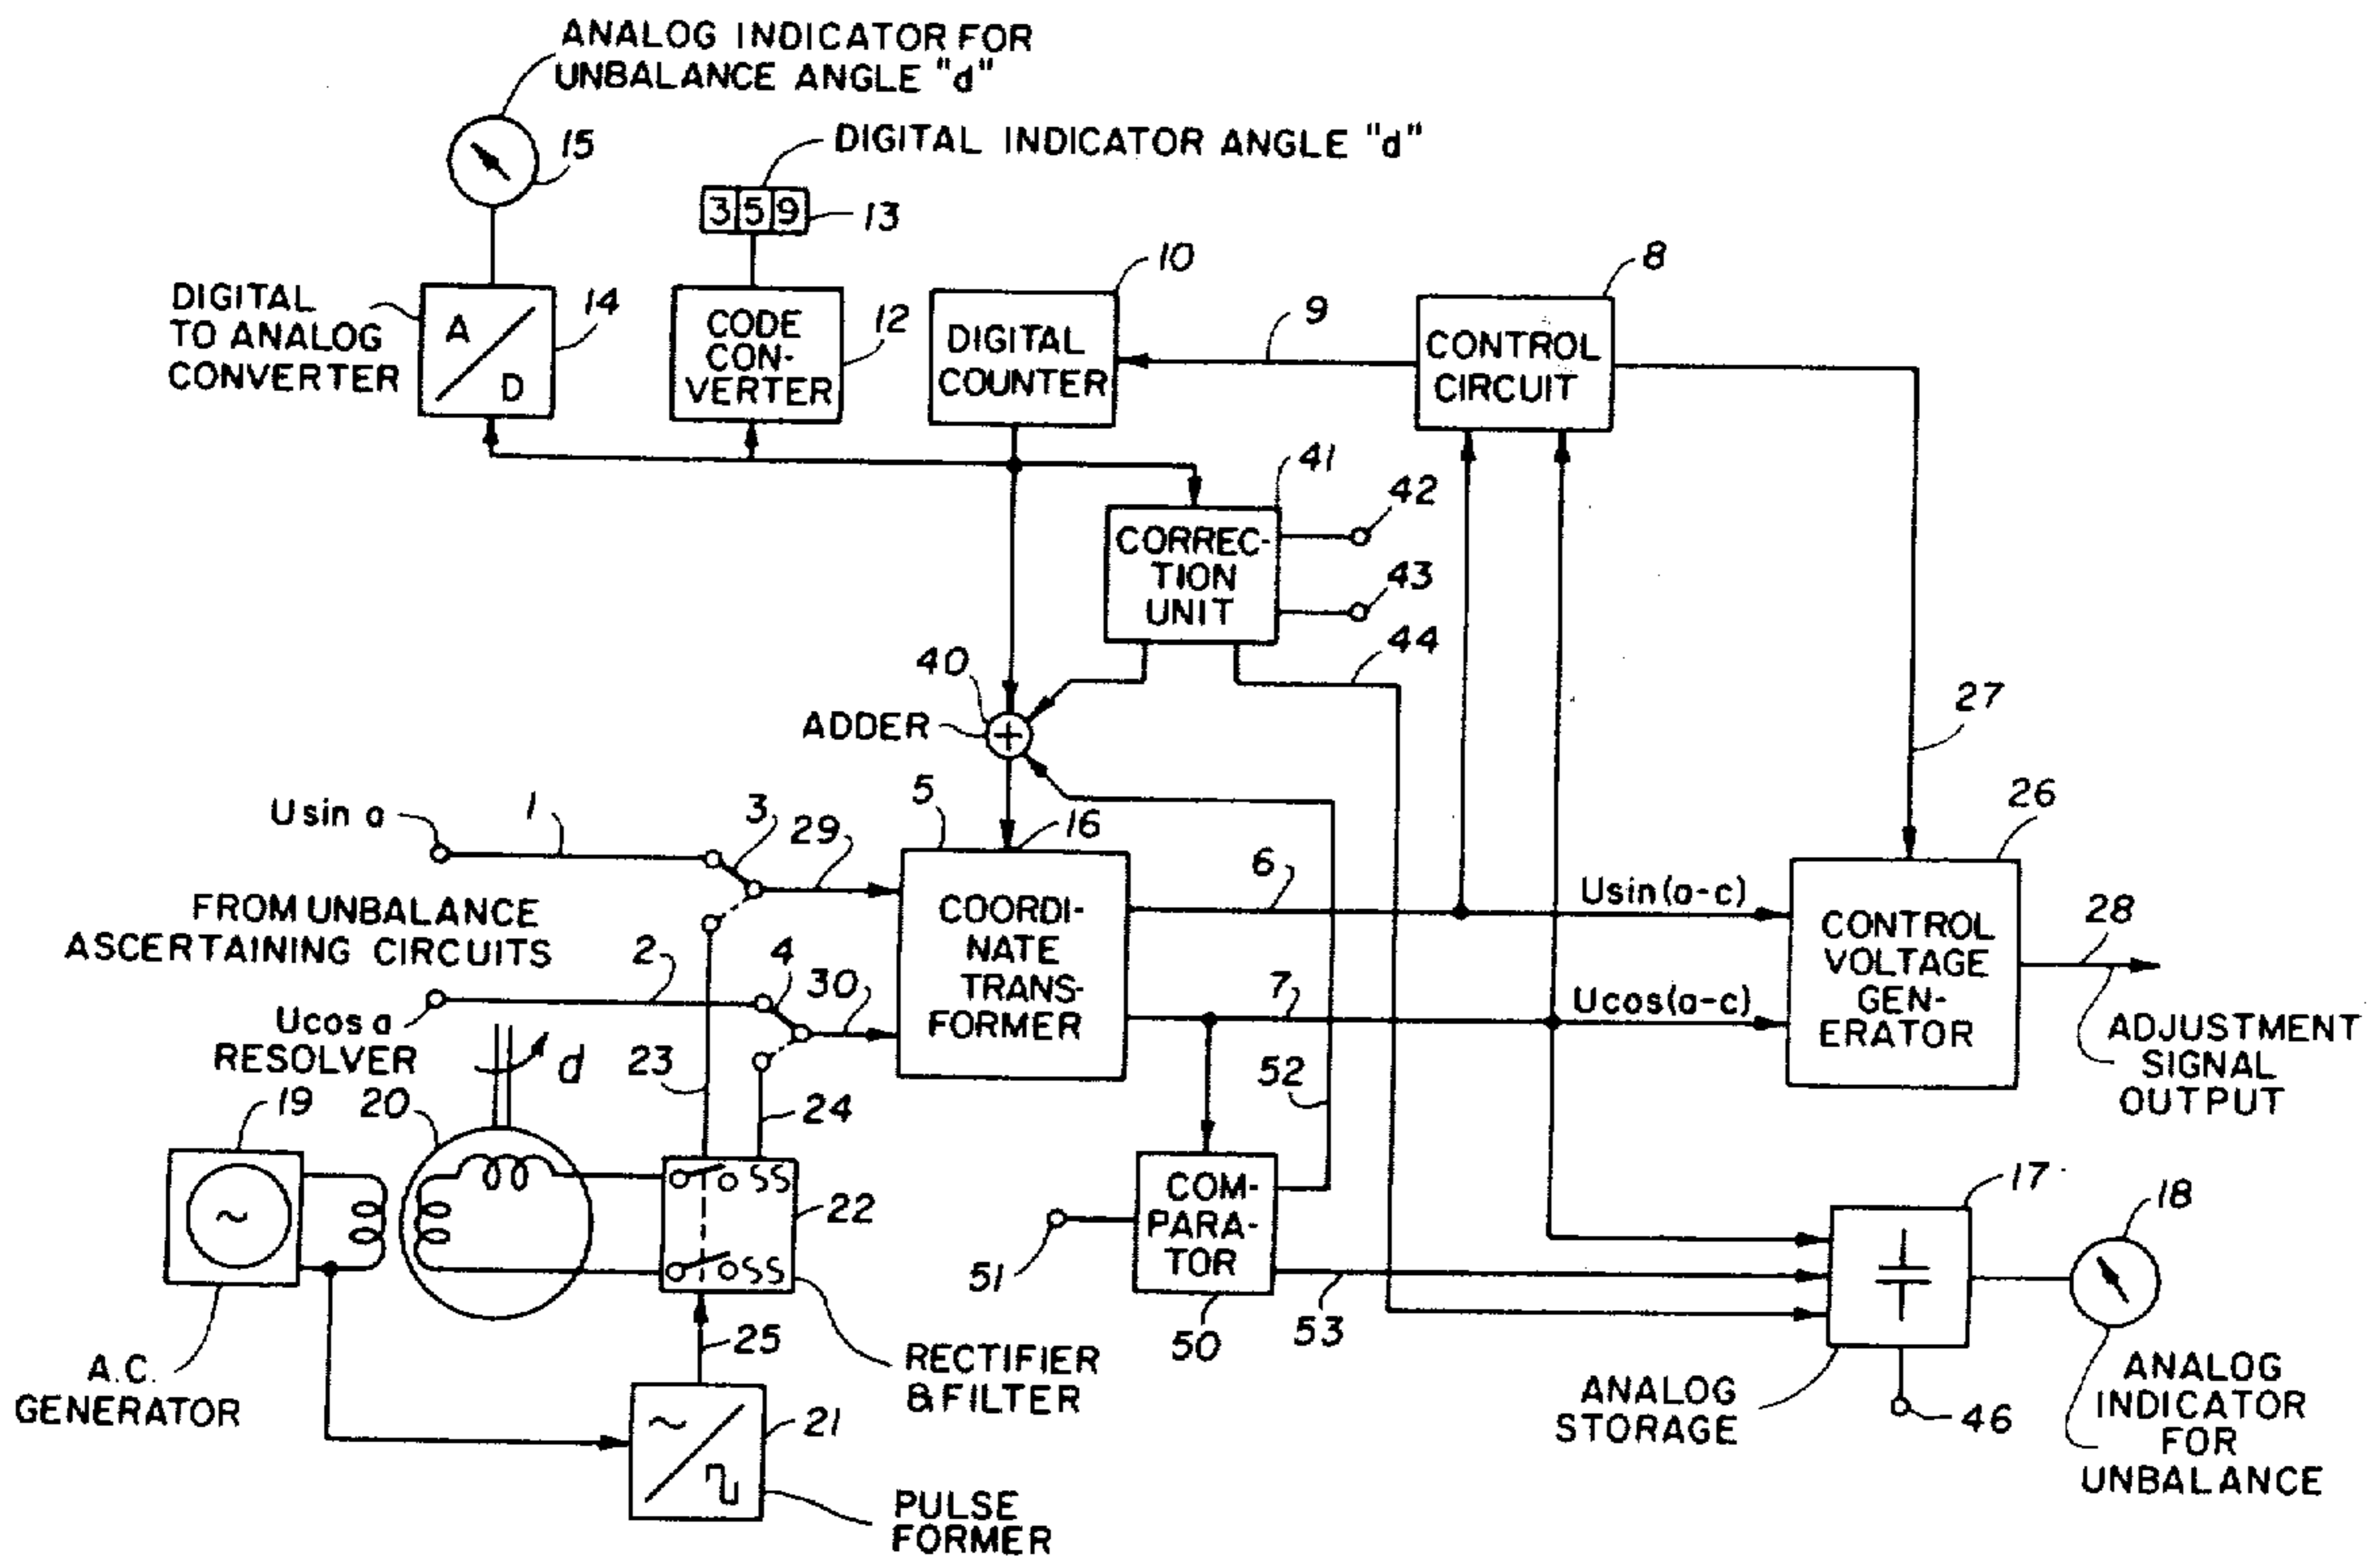 ANALOG INDICATOR FOR
UNBALANCE ANGLE "d"
15
DIGITAL INDICATOR ANGLE "d"
3 5 9
13
DIGITAL
TO ANALOG
CONVERTER
A
D
14
CODE
CON-
VERTER
12
DIGITAL
COUNTER
10
9
CONTROL
CIRCUIT
8
41
42
CORREC-
TION
UNIT
43
44
40
ADDER
27
Usin a
1
3
29
5
16
6
Usin(a-c)
26
FROM UNBALANCE
ASCERTAINING CIRCUITS
COORDI-
NATE
TRANS-
FORMER
CONTROL
VOLTAGE
GEN-
ERATOR
28
2
4
30
7
Ucos(a-c)
Ucos a
RESOLVER
d
23
24
52
ADJUSTMENT
SIGNAL
OUTPUT
19
20
~
SS
SS
22
COM-
PARA-
TOR
51
50
53
17
18
25
A.C.
GENERATOR
RECTIFIER
& FILTER
~
21
PULSE
FORMER
ANALOG
STORAGE
46
ANALOG
INDICATOR
FOR
UNBALANCE